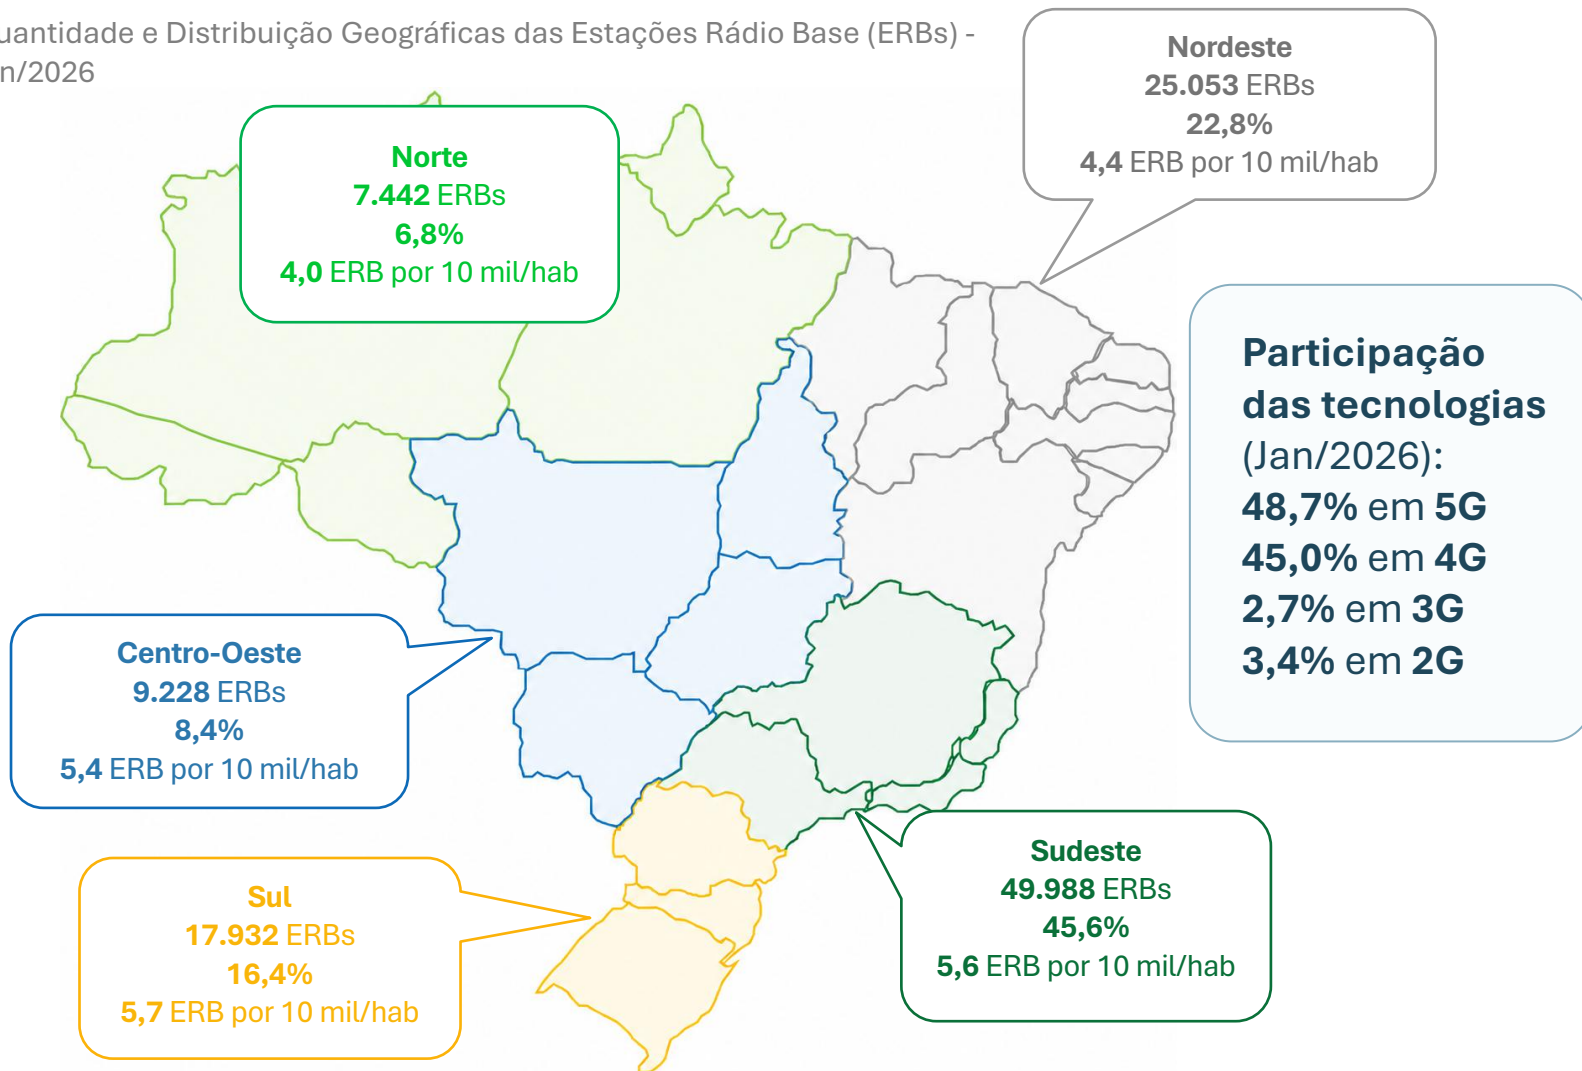 uantidade e Distribuição Geográficas das Estações Rádio Base (ERBs) -
n/2026
Nordeste
25.053 ERBs
22,8%
4,4 ERB por 10 mil/hab
Norte
7.442 ERBs
6,8%
4,0 ERB por 10 mil/hab
Participação
das tecnologias
(Jan/2026):
48,7% em 5G
45,0% em 4G
2,7% em 3G
3,4% em 2G
Centro-Oeste
9.228 ERBs
8,4%
5,4 ERB por 10 mil/hab
Sudeste
49.988 ERBs
45,6%
5,6 ERB por 10 mil/hab
Sul
17.932 ERBs
16,4%
5,7 ERB por 10 mil/hab